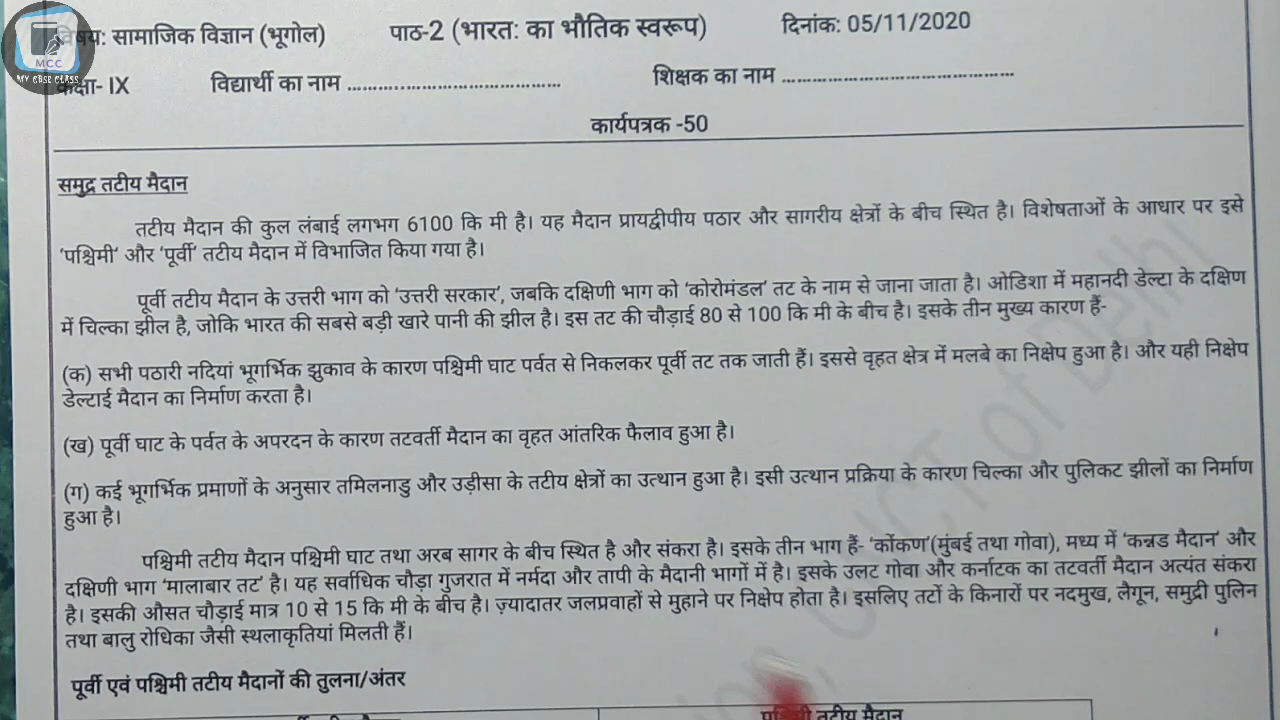 MCC
MY CBSE CLASS
विषय: सामाजिक विज्ञान (भूगोल) पाठ-2 (भारत: का भौतिक स्वरूप) दिनांक: 05/11/2020
कक्षा- IX विद्यार्थी का नाम ....................................... शिक्षक का नाम ..........................................
कार्यपत्रक -50
समुद्र तटीय मैदान
तटीय मैदान की कुल लंबाई लगभग 6100 कि मी है। यह मैदान प्रायद्वीपीय पठार और सागरीय क्षेत्रों के बीच स्थित है। विशेषताओं के आधार पर इसे
'पश्चिमी' और 'पूर्वी' तटीय मैदान में विभाजित किया गया है।
पूर्वी तटीय मैदान के उत्तरी भाग को 'उत्तरी सरकार', जबकि दक्षिणी भाग को 'कोरोमंडल' तट के नाम से जाना जाता है। ओडिशा में महानदी डेल्टा के दक्षिण
में चिल्का झील है, जोकि भारत की सबसे बड़ी खारे पानी की झील है। इस तट की चौड़ाई 80 से 100 कि मी के बीच है। इसके तीन मुख्य कारण हैं-
(क) सभी पठारी नदियां भूगर्भिक झुकाव के कारण पश्चिमी घाट पर्वत से निकलकर पूर्वी तट तक जाती हैं। इससे वृहत क्षेत्र में मलबे का निक्षेप हुआ है। और यही निक्षेप
डेल्टाई मैदान का निर्माण करता है।
(ख) पूर्वी घाट के पर्वत के अपरदन के कारण तटवर्ती मैदान का वृहत आंतरिक फैलाव हुआ है।
(ग) कई भूगर्भिक प्रमाणों के अनुसार तमिलनाडु और उड़ीसा के तटीय क्षेत्रों का उत्थान हुआ है। इसी उत्थान प्रक्रिया के कारण चिल्का और पुलिकट झीलों का निर्माण
हुआ है।
पश्चिमी तटीय मैदान पश्चिमी घाट तथा अरब सागर के बीच स्थित है और संकरा है। इसके तीन भाग हैं- 'कोंकण'(मुंबई तथा गोवा), मध्य में 'कन्नड मैदान' और
दक्षिणी भाग 'मालाबार तट' है। यह सर्वाधिक चौड़ा गुजरात में नर्मदा और तापी के मैदानी भागों में है। इसके उलट गोवा और कर्नाटक का तटवर्ती मैदान अत्यंत संकरा
है। इसकी औसत चौड़ाई मात्र 10 से 15 कि मी के बीच है। ज़्यादातर जलप्रवाहों से मुहाने पर निक्षेप होता है। इसलिए तटों के किनारों पर नदमुख, लैगून, समुद्री पुलिन
तथा बालु रोधिका जैसी स्थलाकृतियां मिलती हैं।
पूर्वी एवं पश्चिमी तटीय मैदानों की तुलना/अंतर
तटीय मैदान
of Delhi